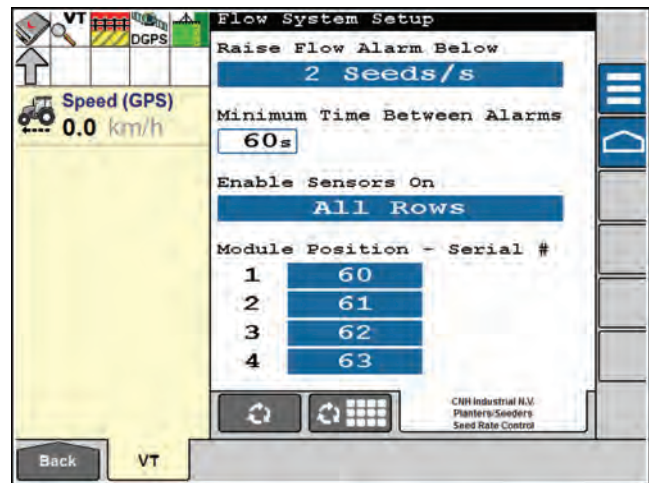 VT
DGPS
Speed (GPS)
0.0 km/h
Flow System Setup
Raise Flow Alarm Below
2 Seeds/s
Minimum Time Between Alarms
60s
Enable Sensors On
All Rows
Module Position - Serial #
1 60
2 61
3 62
4 63
CNH Industrial N.V.
Planters/Seeders
Seed Rate Control
Back
VT